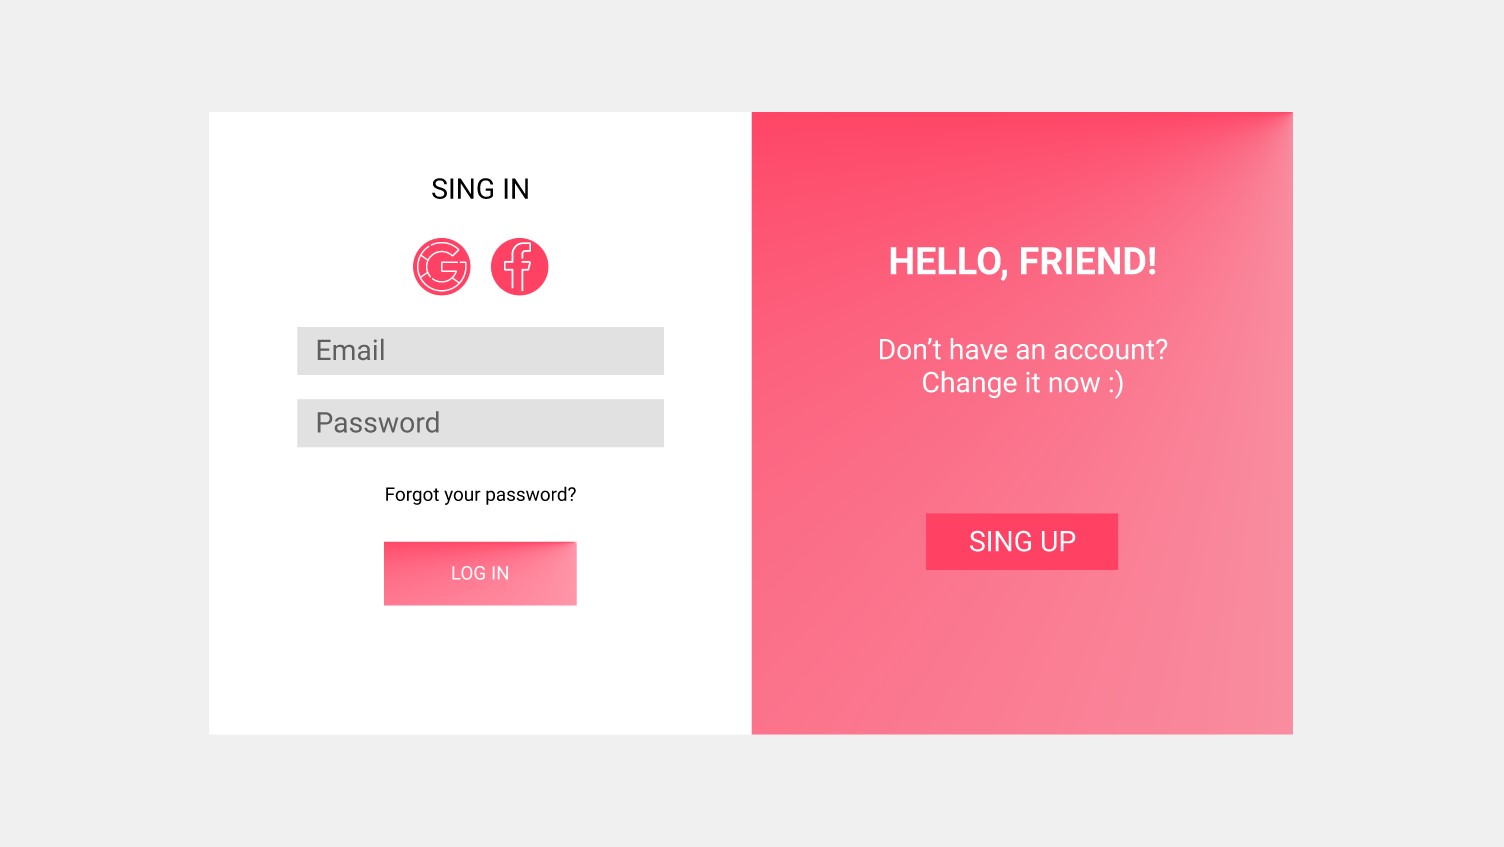 SING IN
Email
Password
Forgot your password?
LOG IN
HELLO, FRIEND!
Don’t have an account?
Change it now :)
SING UP